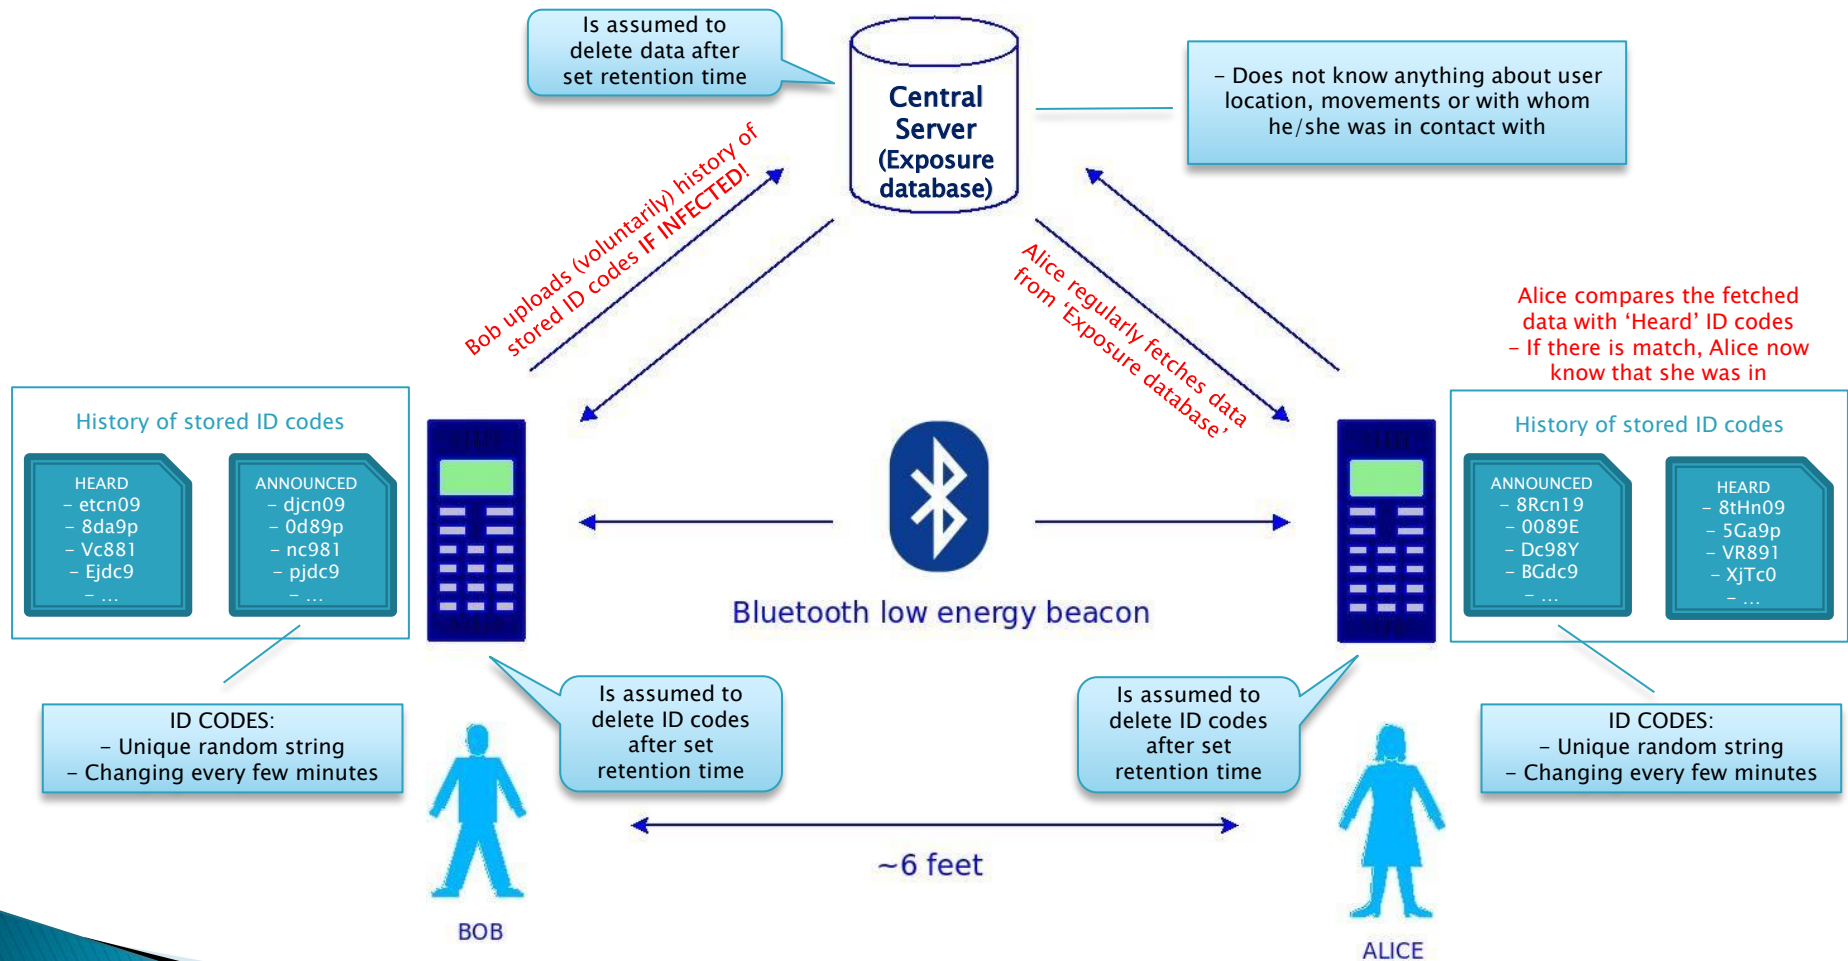 Is assumed to
delete data after
set retention time
Central
Server
(Exposure
database)
– Does not know anything about user
location, movements or with whom
he/she was in contact with
Bob uploads (voluntarily) history of
stored ID codes IF INFECTED!
Alice regularly fetches data
from ‘Exposure database’
Alice compares the fetched
data with ‘Heard’ ID codes
– If there is match, Alice now
know that she was in
History of stored ID codes
HEARD
– etcn09
– 8da9p
– Vc881
– Ejdc9
– ...
ANNOUNCED
– djcn09
– 0d89p
– nc981
– pjdc9
– ...
History of stored ID codes
ANNOUNCED
– 8Rcn19
– 0089E
– Dc98Y
– BGdc9
– ...
HEARD
– 8tHn09
– 5Ga9p
– VR891
– XjTc0
– ...
Bluetooth low energy beacon
ID CODES:
– Unique random string
– Changing every few minutes
Is assumed to
delete ID codes
after set
retention time
Is assumed to
delete ID codes
after set
retention time
ID CODES:
– Unique random string
– Changing every few minutes
~6 feet
BOB
ALICE